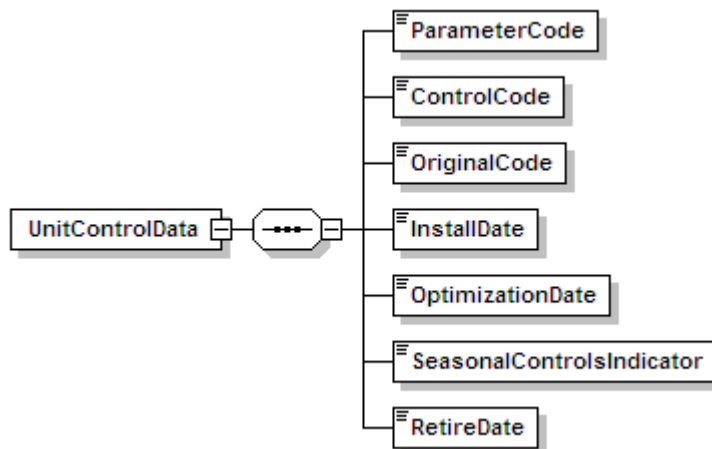 ParameterCode
ControlCode
OriginalCode
UnitControlData
InstallDate
OptimizationDate
SeasonalControlsIndicator
RetireDate